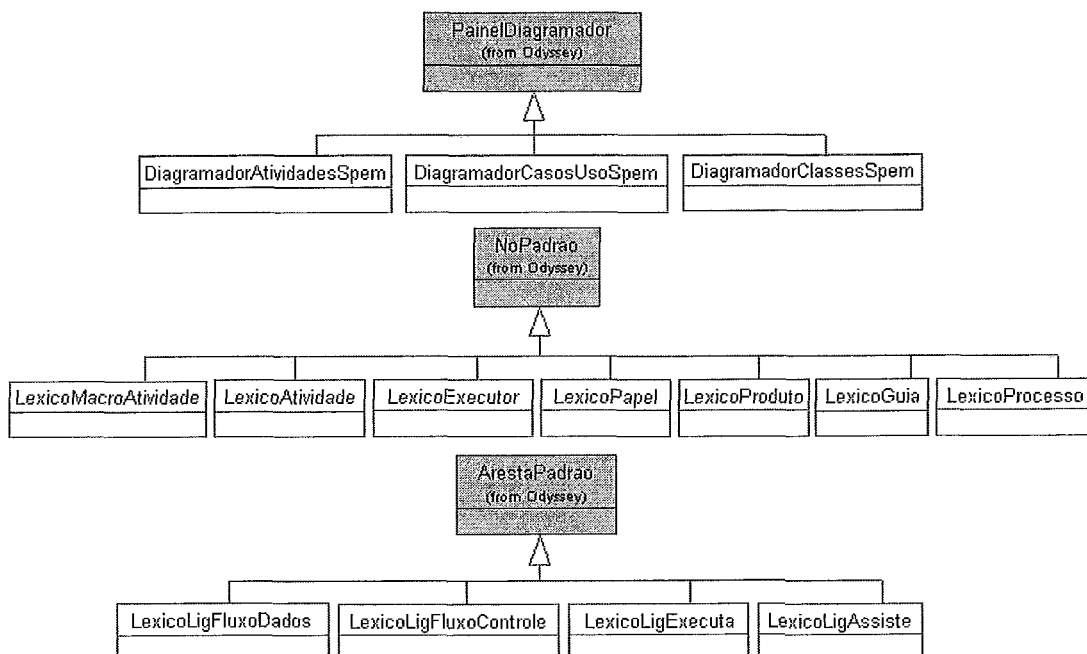 PainelDiagramador
(from Odyssey)
DiagramadorAtividadesSpem
DiagramadorCasosUsoSpem
DiagramadorClassesSpem
NoPadrao
(from Odyssey)
LexicoMacroAtividade
LexicoAtividade
LexicoExecutor
LexicoPapel
LexicoProduto
LexicoGuia
LexicoProcesso
ArestaPadrao
(from Odyssey)
LexicoLigFluxoDados
LexicoLigFluxoControle
LexicoLigExecuta
LexicoLigAssiste